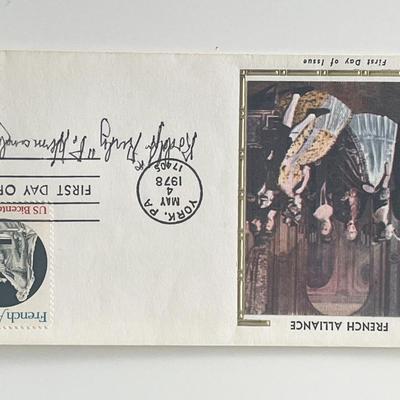 FRENCH ALLIANCE
First Day of Issue
YORK, PA
MAY
4
1978
17405
FIRST DAY OF
French A
US Bicente